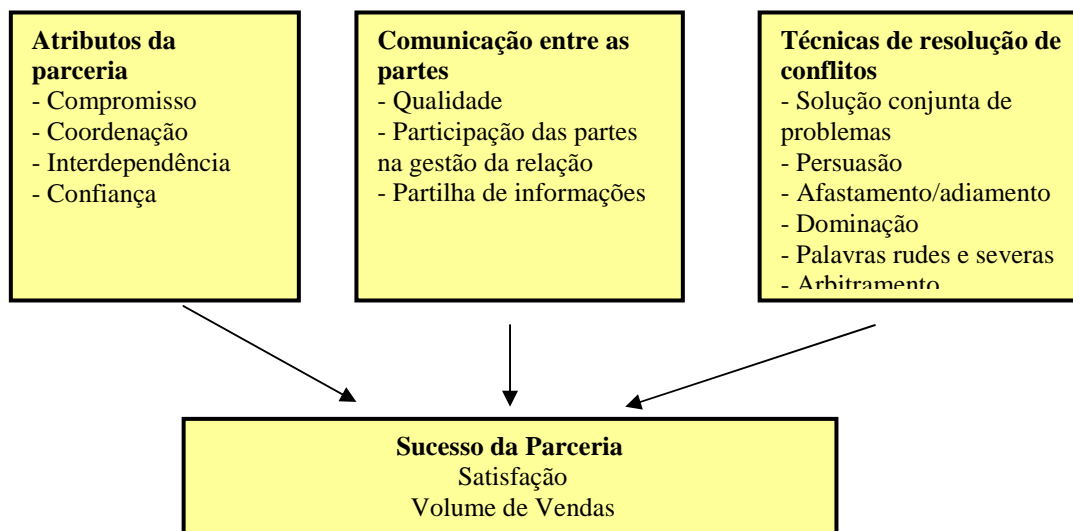 Atributos da
parceria
- Compromisso
- Coordenação
- Interdependência
- Confiança
Comunicação entre as
partes
- Qualidade
- Participação das partes
na gestão da relação
- Partilha de informações
Técnicas de resolução de
conflitos
- Solução conjunta de
problemas
- Persuasão
- Afastamento/adiamento
- Dominação
- Palavras rudes e severas
- Arbitramento
Sucesso da Parceria
Satisfação
Volume de Vendas